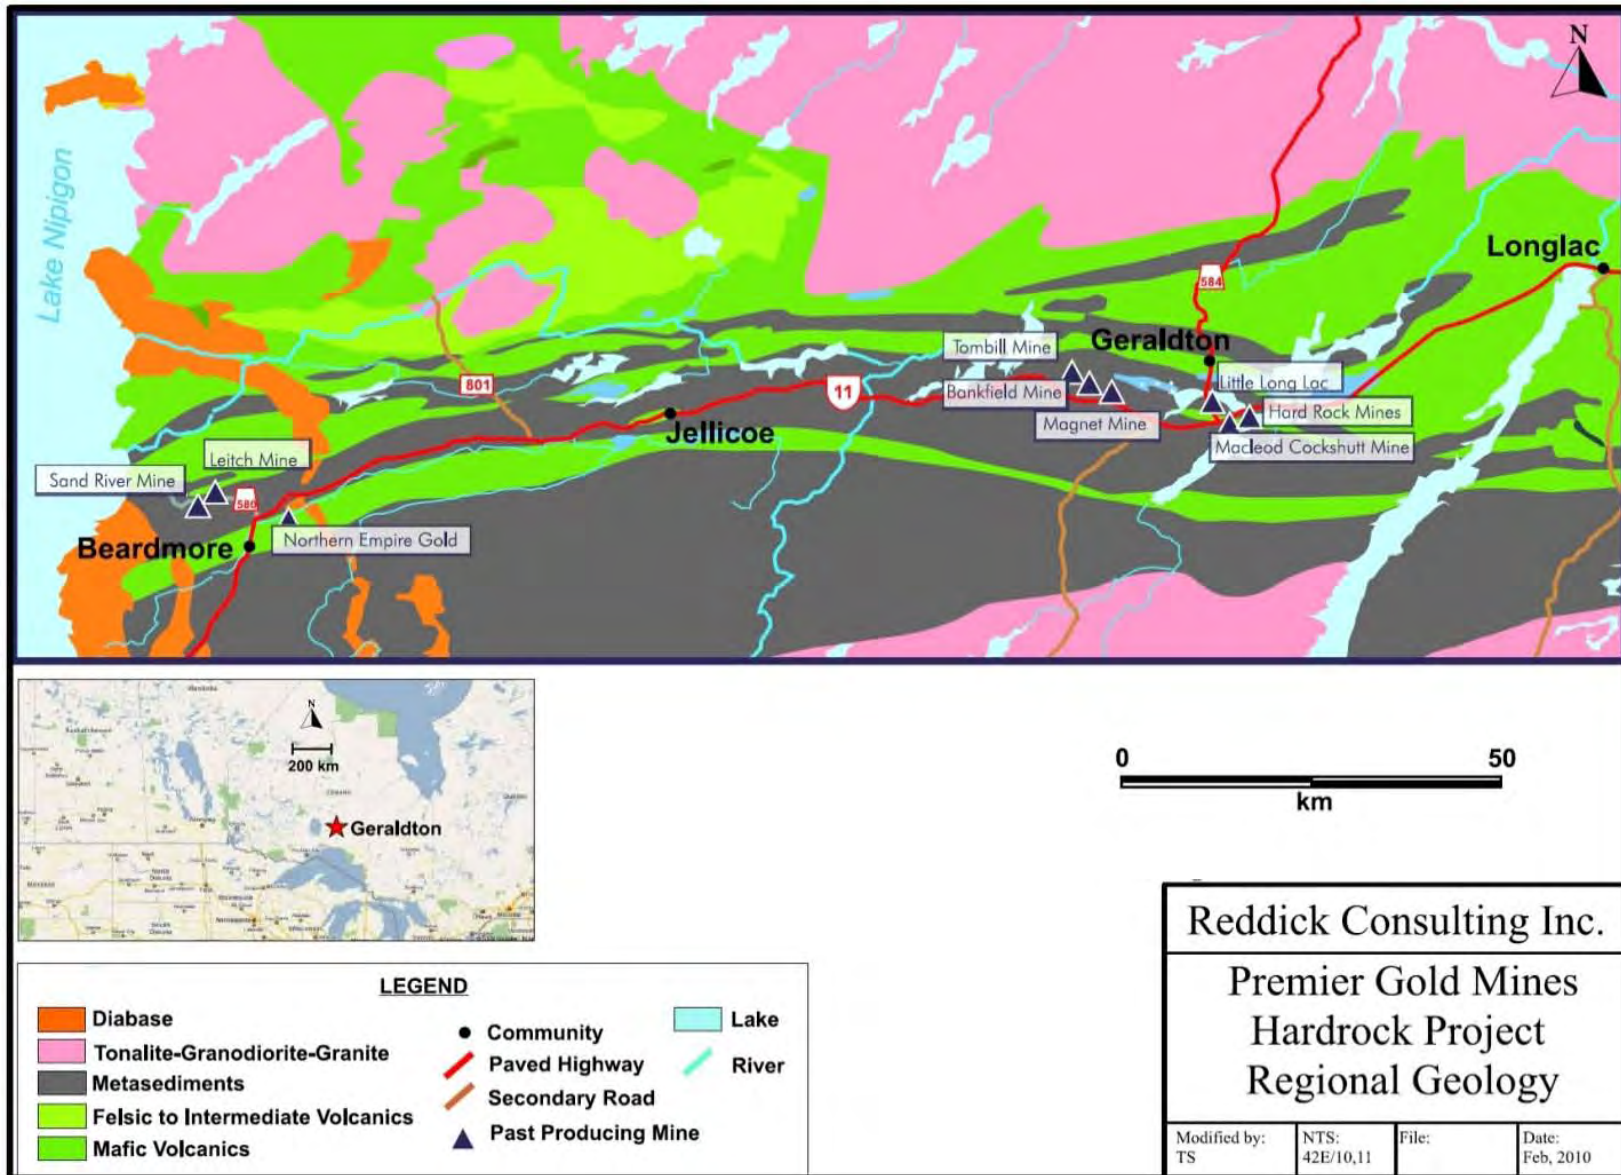 N
Lake Nipigon
Longlac
584
Tombill Mine
Geraldton
801
11
Bankfield Mine
Little Long Lac
Hard Rock Mines
Magnet Mine
Jellicoe
Macleod Cockshutt Mine
Leitch Mine
Sand River Mine
580
Northern Empire Gold
Beardmore
N
200 km
Geraldton
0 50
km
LEGEND
Diabase
Tonalite-Granodiorite-Granite
Metasediments
Felsic to Intermediate Volcanics
Mafic Volcanics
Community
Paved Highway
Secondary Road
Past Producing Mine
Lake
River
Reddick Consulting Inc.
Premier Gold Mines
Hardrock Project
Regional Geology
Modified by:
TS
NTS:
42E/10,11
File:
Date:
Feb, 2010